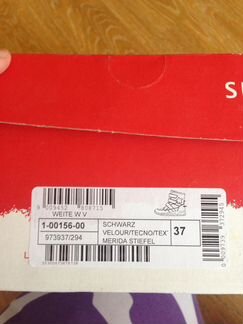 S
WEITE W V
1-00156-00
973937/294
SCHWARZ
VELOUR/TECNO/TEX
MERIDA STIEFEL
37
L